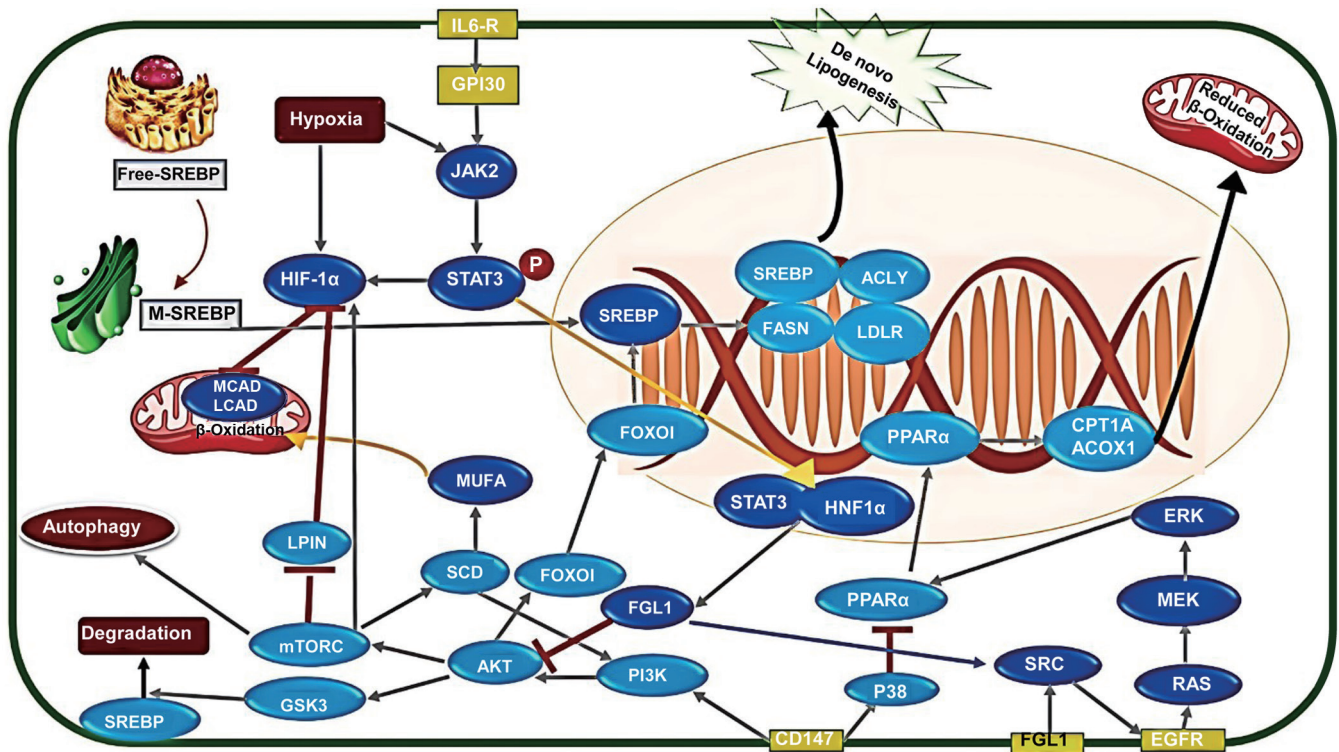 IL6-R
GPI30
De novo
Lipogenesis
Reduced
β-Oxidation
Hypoxia
JAK2
Free-SREBP
P
HIF-1α
STAT3
SREBP
ACLY
M-SREBP
SREBP
FASN
LDLR
MCAD
LCAD
β-Oxidation
FOXOI
PPARα
CPT1A
ACOX1
MUFA
STAT3
HNF1α
Autophagy
ERK
LPIN
SCD
FOXOI
FGL1
PPARα
MEK
Degradation
mTORC
AKT
PI3K
SRC
P38
RAS
SREBP
GSK3
CD147
FGL1
EGFR